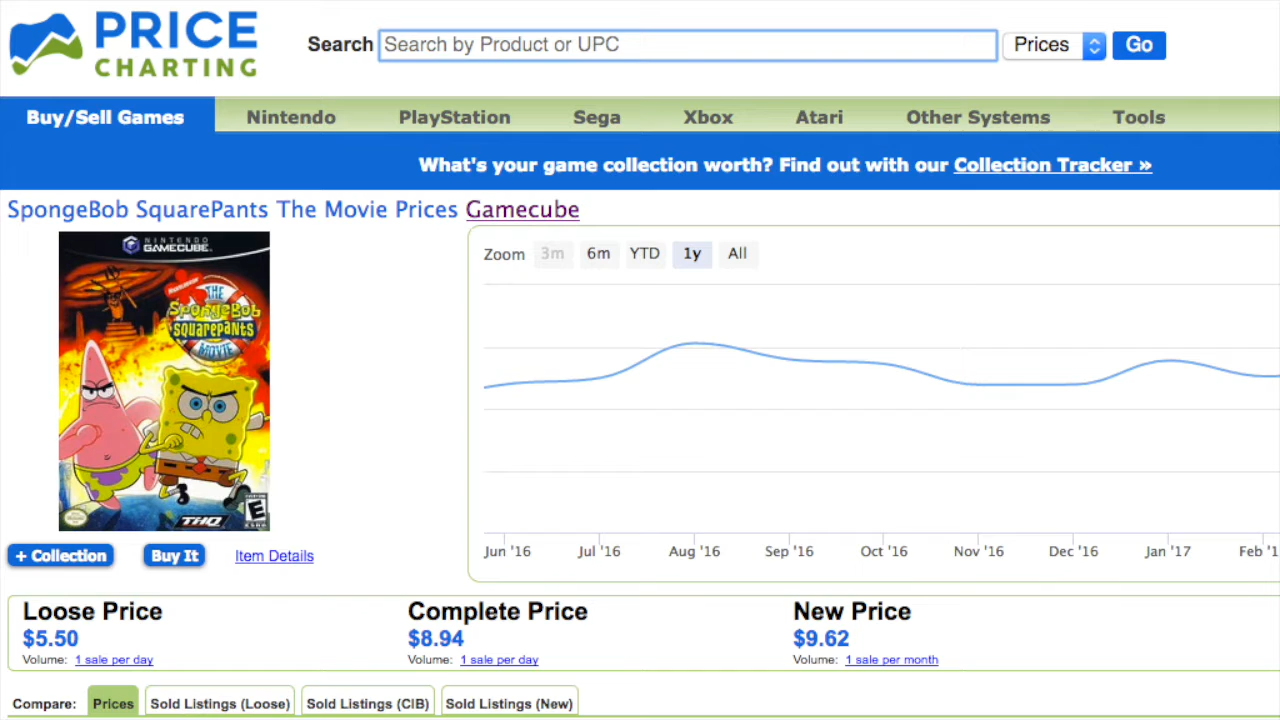 PRICE
CHARTING
Search
Search by Product or UPC
Prices
Go
Buy/Sell Games
Nintendo
PlayStation
Sega
Xbox
Atari
Other Systems
Tools
What's your game collection worth? Find out with our Collection Tracker »
SpongeBob SquarePants The Movie Prices Gamecube
NINTENDO
GAMECUBE
NICKELODEON
THE
SpongeBob
SQUAREPANTS
MOVIE
THQ
E
+ Collection
Buy It
Item Details
Zoom
3m
6m
YTD
1y
All
Jun '16
Jul '16
Aug '16
Sep '16
Oct '16
Nov '16
Dec '16
Jan '17
Feb '1
Loose Price
$5.50
Volume: 1 sale per day
Complete Price
$8.94
Volume: 1 sale per day
New Price
$9.62
Volume: 1 sale per month
Compare:
Prices
Sold Listings (Loose)
Sold Listings (CIB)
Sold Listings (New)